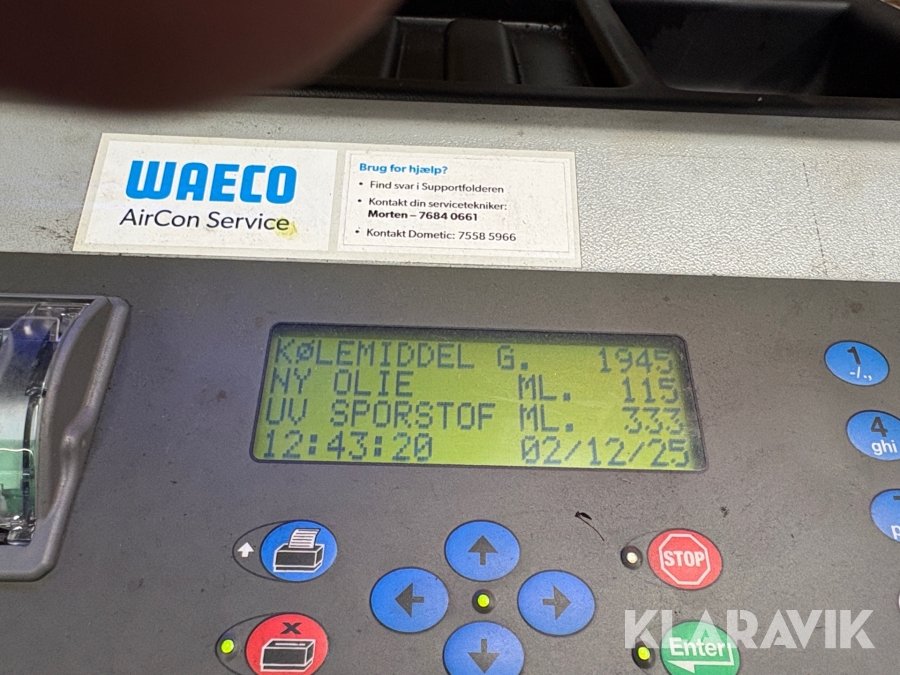 WAECO
AirCon Service
Brug for hjælp?
• Find svar i Supportfolderen
• Kontakt din servicetekniker:
Morten – 7684 0661
• Kontakt Dometic: 7558 5966
KØLEMIDDEL G. 1945
NY OLIE ML. 115
UV SPORSTOF ML. 333
12:43:20 02/12/25
1
-/.,
4
ghi
STOP
X
Enter
KLARAVIK